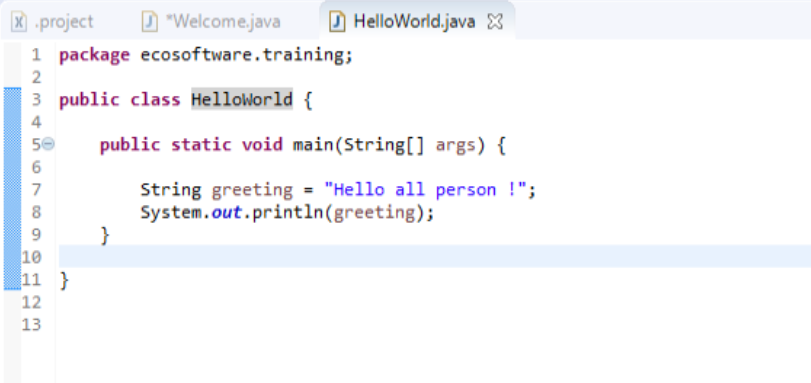 .project *Welcome.java HelloWorld.java
1 package ecosoftware.training;
2
3 public class HelloWorld {
4
5 public static void main(String[] args) {
6
7 String greeting = "Hello all person !";
8 System.out.println(greeting);
9 }
10
11 }
12
13